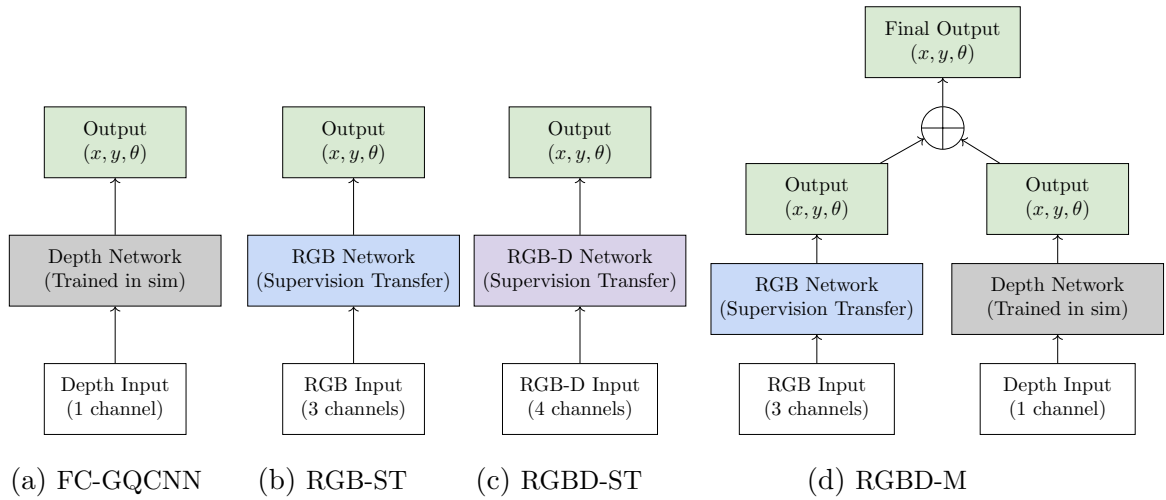 Output
(x, y, θ)
Depth Network
(Trained in sim)
Depth Input
(1 channel)
(a) FC-GQCNN
Output
(x, y, θ)
RGB Network
(Supervision Transfer)
RGB Input
(3 channels)
(b) RGB-ST
Output
(x, y, θ)
RGB-D Network
(Supervision Transfer)
RGB-D Input
(4 channels)
(c) RGBD-ST
Final Output
(x, y, θ)
Output
(x, y, θ)
RGB Network
(Supervision Transfer)
RGB Input
(3 channels)
Output
(x, y, θ)
Depth Network
(Trained in sim)
Depth Input
(1 channel)
(d) RGBD-M